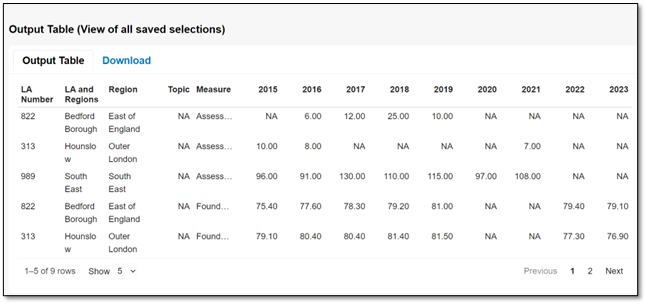 Output Table (View of all saved selections)
Output Table Download
LA Number LA and Regions Region Topic Measure 2015 2016 2017 2018 2019 2020 2021 2022 2023
822 Bedford Borough East of England NA Assess… NA 6.00 12.00 25.00 10.00 NA NA NA NA
313 Hounslow Outer London NA Assess… 10.00 8.00 NA NA NA NA 7.00 NA NA
989 South East South East NA Assess… 96.00 91.00 130.00 110.00 115.00 97.00 108.00 NA NA
822 Bedford Borough East of England NA Found… 75.40 77.60 78.30 79.20 81.00 NA NA 79.40 79.10
313 Hounslow Outer London NA Found… 79.10 80.40 80.40 81.40 81.50 NA NA 77.30 76.90
1–5 of 9 rows Show 5 Previous 1 2 Next